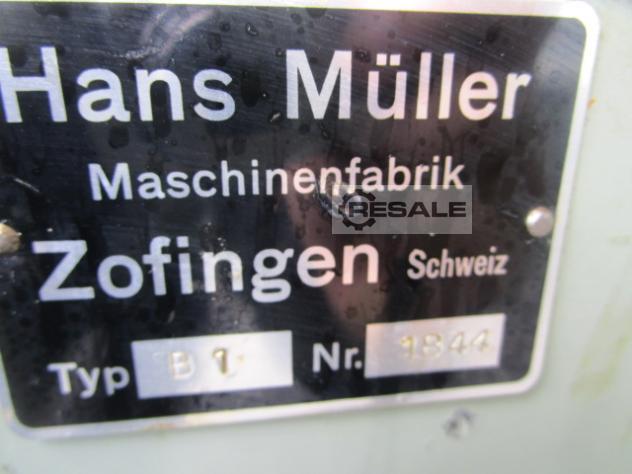 Hans Müller
Maschinenfabrik
RESALE
Zofingen Schweiz
Typ B 1 Nr. 1844